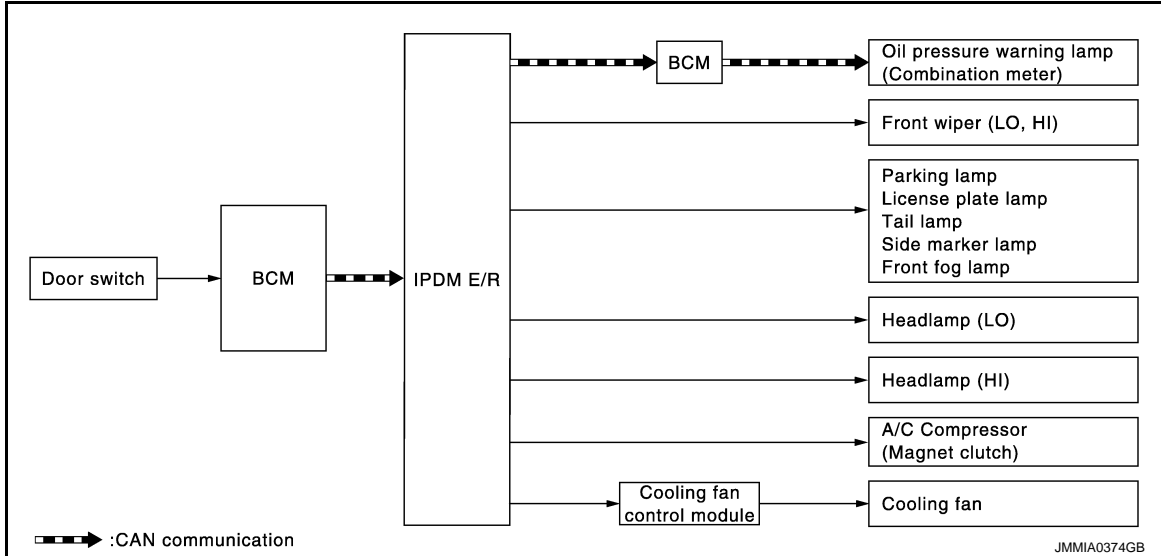 Door switch
BCM
IPDM E/R
BCM
Oil pressure warning lamp
(Combination meter)
Front wiper (LO, HI)
Parking lamp
License plate lamp
Tail lamp
Side marker lamp
Front fog lamp
Headlamp (LO)
Headlamp (HI)
A/C Compressor
(Magnet clutch)
Cooling fan
control module
Cooling fan
:CAN communication
JMMIA0374GB